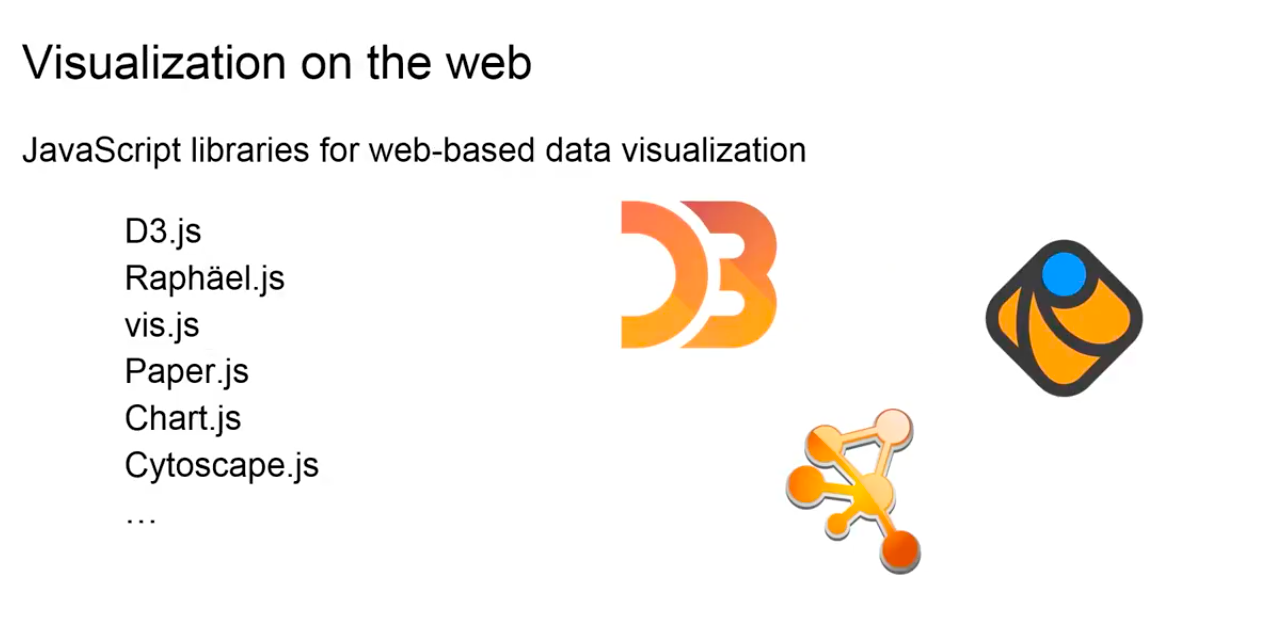 Visualization on the web
JavaScript libraries for web-based data visualization
D3.js
Raphäel.js
vis.js
Paper.js
Chart.js
Cytoscape.js
…
D3